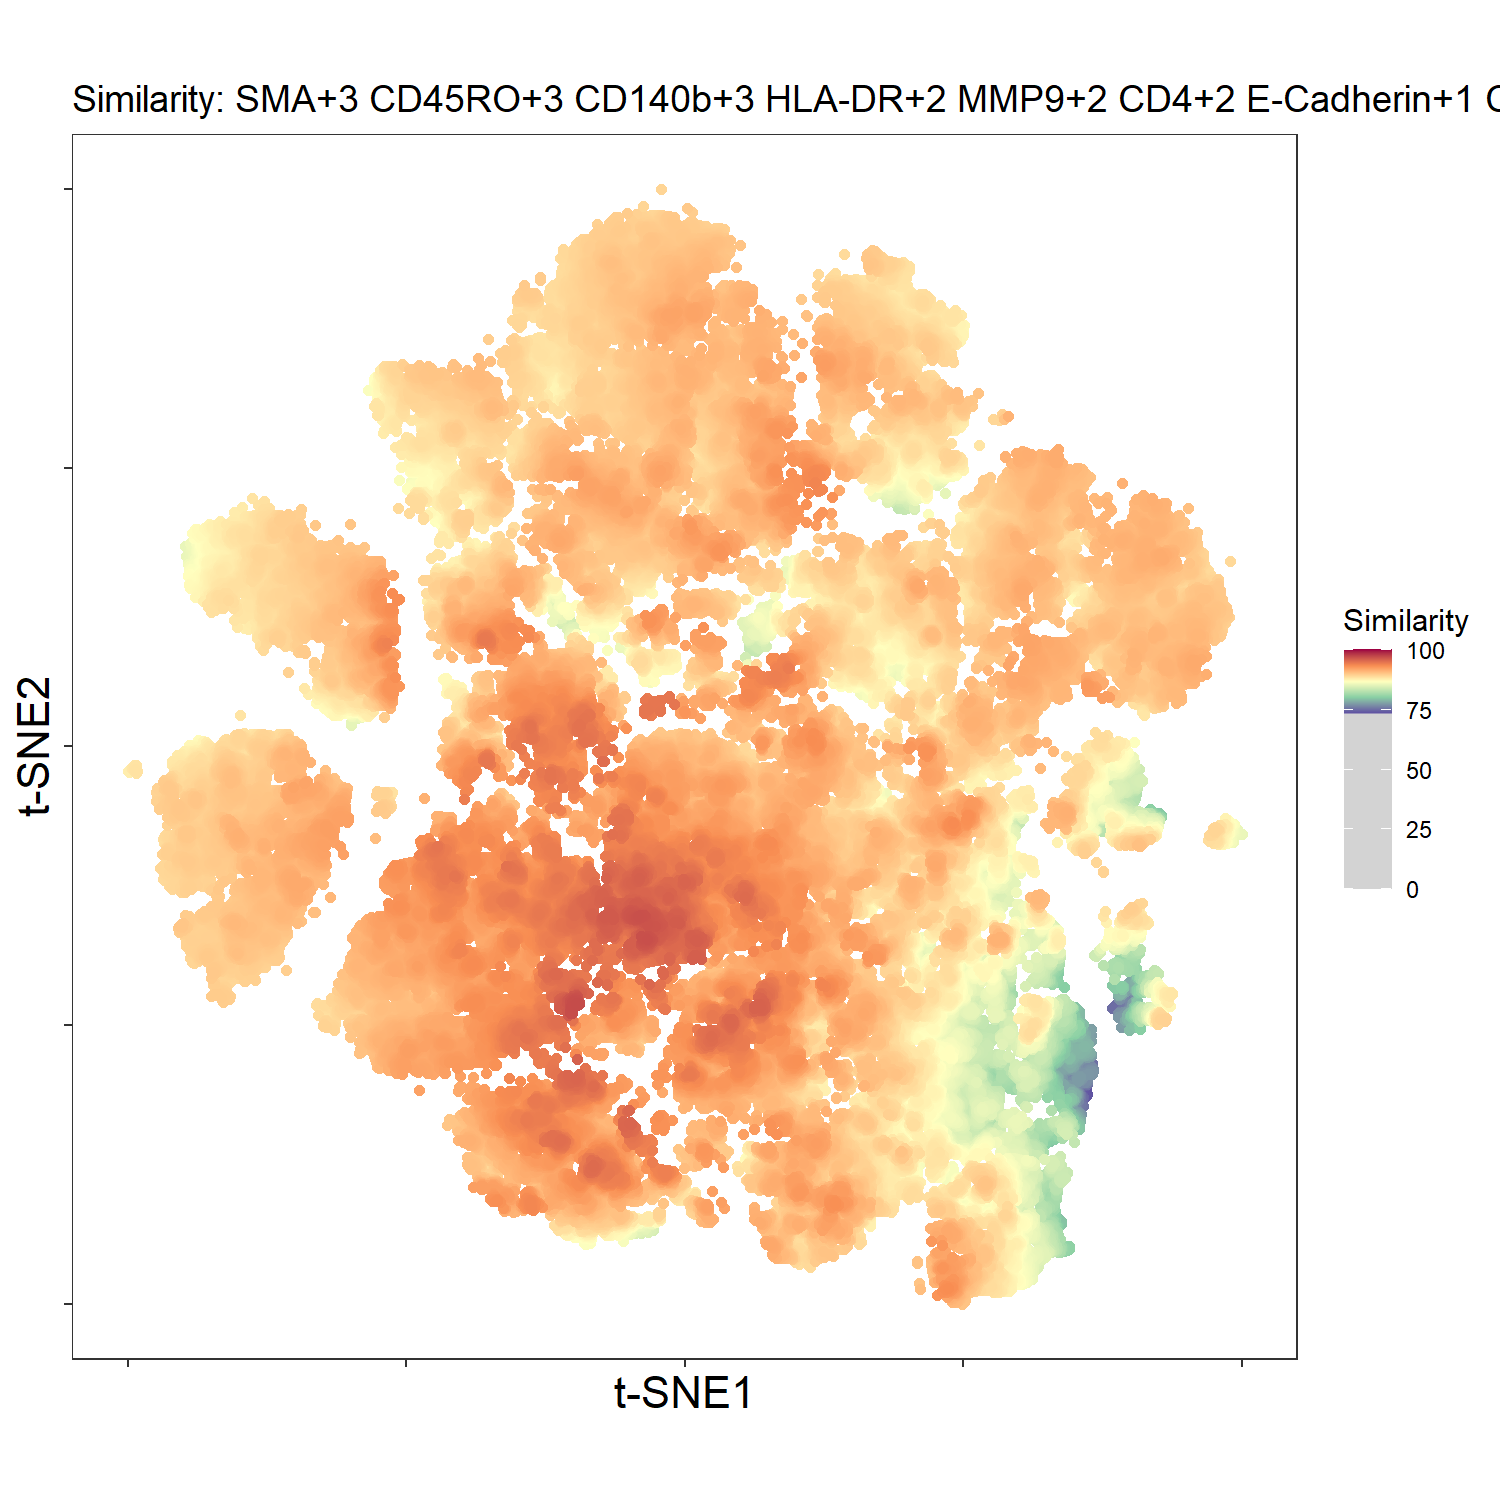 Similarity: SMA+3 CD45RO+3 CD140b+3 HLA-DR+2 MMP9+2 CD4+2 E-Cadherin+1
t-SNE2
Similarity
100
75
50
25
0
t-SNE1